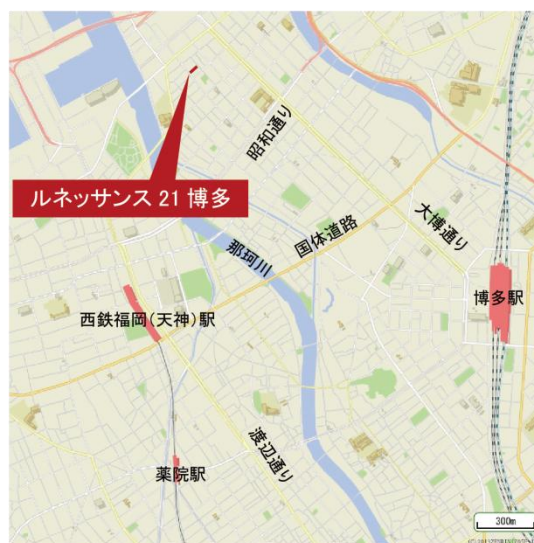 昭和通り
ルネッサンス 21 博多
大博通り
国体道路
那珂川
博多駅
西鉄福岡(天神)駅
渡辺通り
薬院駅
300m